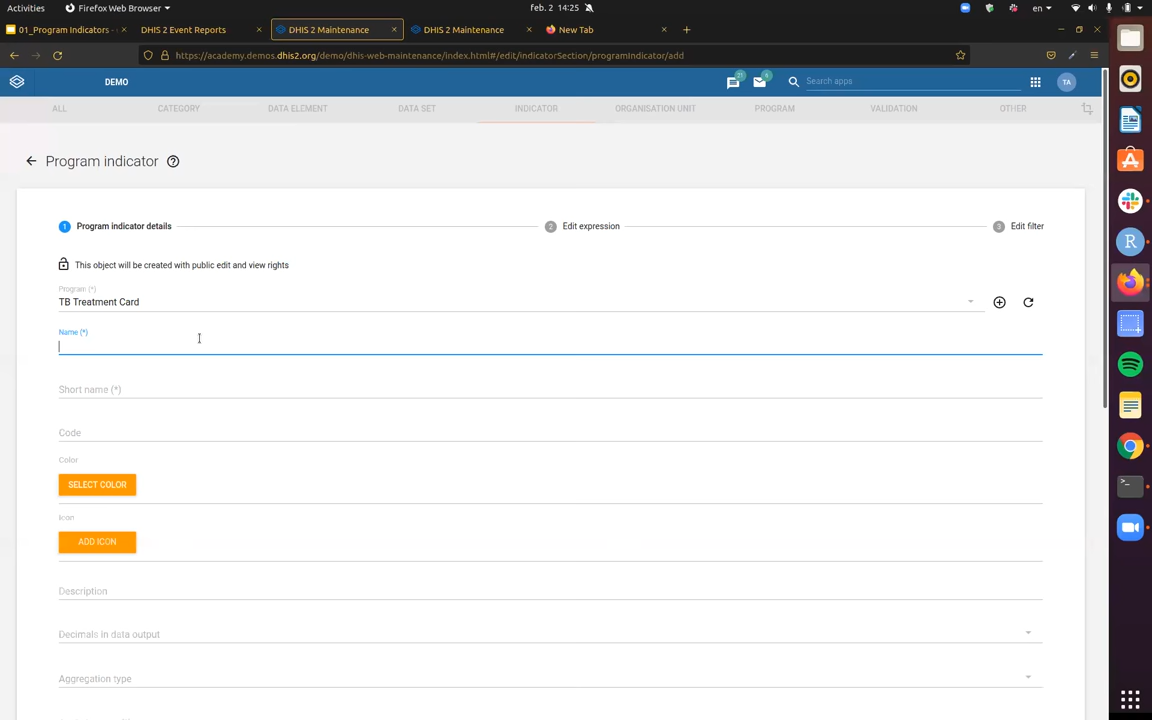 Activities Firefox Web Browser feb. 2 14:25 en
01_Program Indicators - DHIS 2 Event Reports DHIS 2 Maintenance DHIS 2 Maintenance New Tab
https://academy.demos.dhis2.org/demo/dhis-web-maintenance/index.html#/edit/indicatorSection/programIndicator/add
DEMO Search apps TA
ALL CATEGORY DATA ELEMENT DATA SET INDICATOR ORGANISATION UNIT PROGRAM VALIDATION OTHER
Program indicator
1 Program indicator details 2 Edit expression 3 Edit filter
This object will be created with public edit and view rights
Program (*)
TB Treatment Card
Name (*)
Short name (*)
Code
Color
SELECT COLOR
Icon
ADD ICON
Description
Decimals in data output
Aggregation type